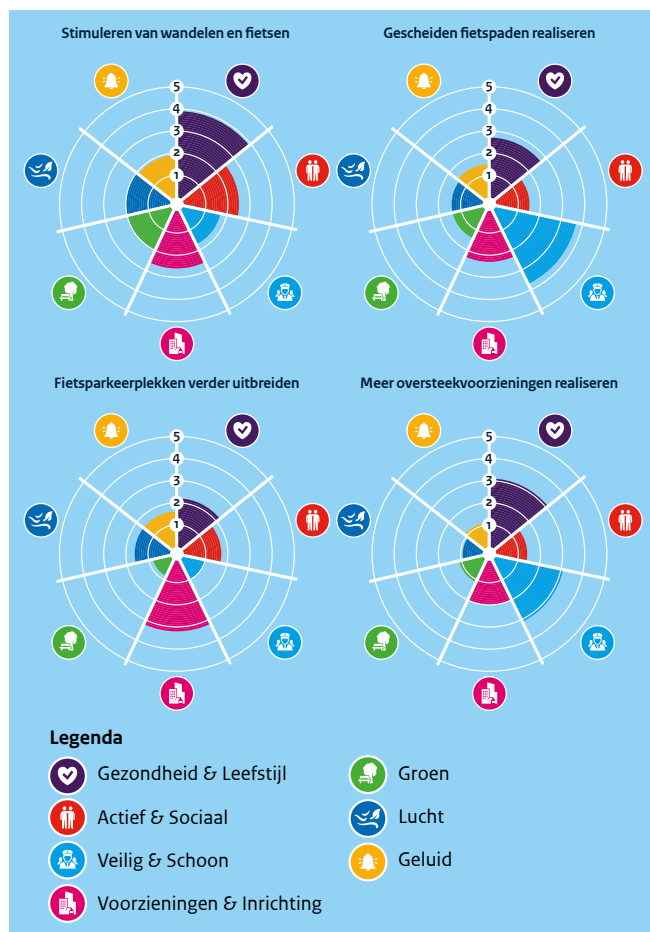 Stimuleren van wandelen en fietsen
5
4
3
2
1
Gescheiden fietspaden realiseren
5
4
3
2
1
Fietsparkeerplekken verder uitbreiden
5
4
3
2
1
Meer oversteekvoorzieningen realiseren
5
4
3
2
1
Legenda
Gezondheid & Leefstijl
Actief & Sociaal
Veilig & Schoon
Voorzieningen & Inrichting
Groen
Lucht
Geluid